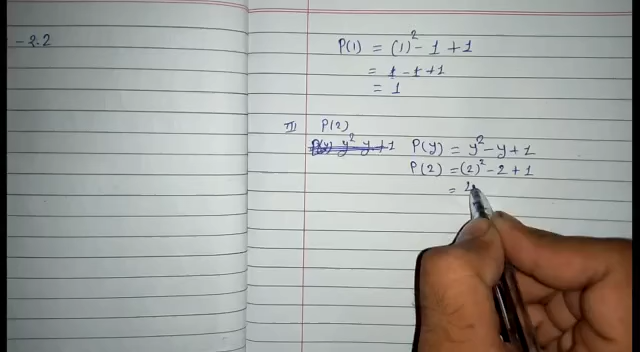 - 2.2
P(1) = (1)² - 1 + 1
= 1 - 1 + 1
= 1
III P(2)
P(y) y² y + 1 P(y) = y² - y + 1
P(2) = (2)² - 2 + 1
=